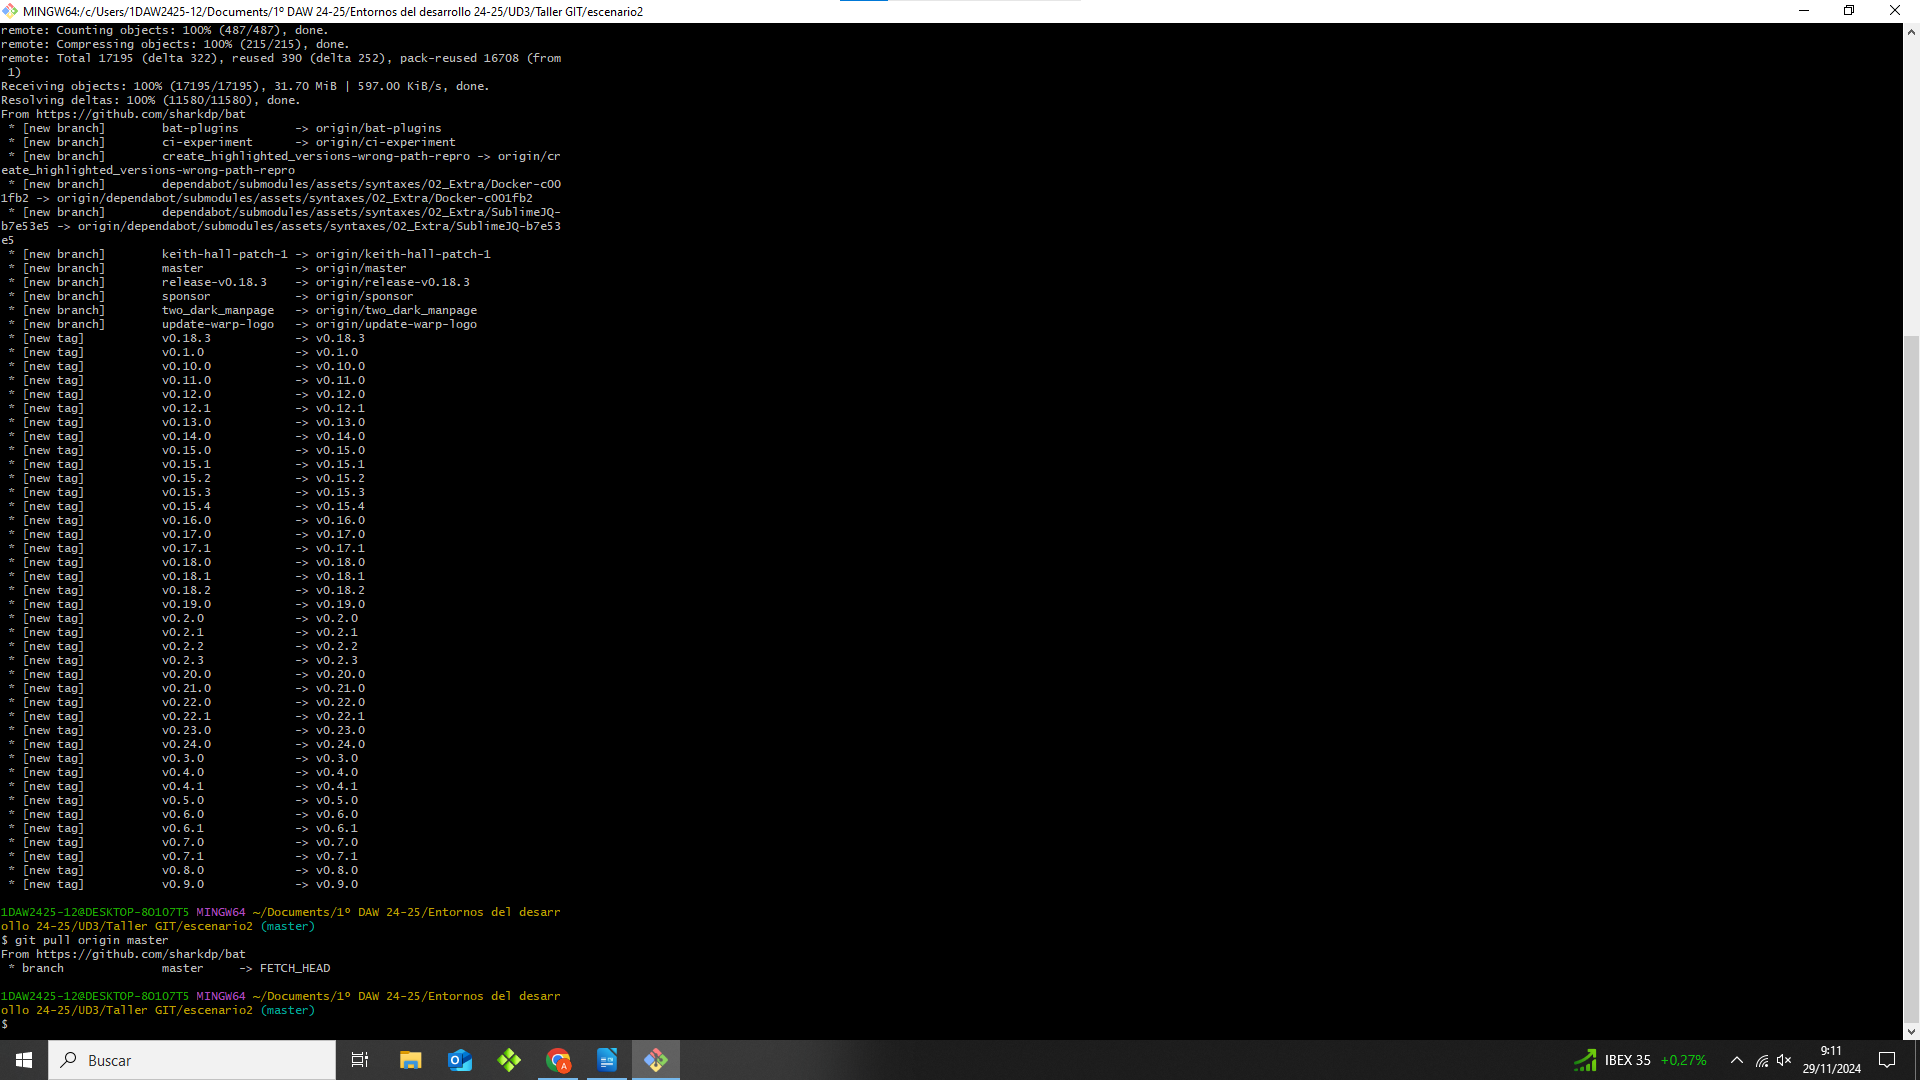 MINGW64:/c/Users/1DAW2425-12/Documents/1º DAW 24-25/Entornos del desarrollo 24-25/UD3/Taller GIT/escenario2
remote: Counting objects: 100% (487/487), done.
remote: Compressing objects: 100% (215/215), done.
remote: Total 17195 (delta 322), reused 390 (delta 252), pack-reused 16708 (from
 1)
Receiving objects: 100% (17195/17195), 31.70 MiB | 597.00 KiB/s, done.
Resolving deltas: 100% (11580/11580), done.
From https://github.com/sharkdp/bat
 * [new branch]        bat-plugins        -> origin/bat-plugins
 * [new branch]        ci-experiment      -> origin/ci-experiment
 * [new branch]        create_highlighted_versions-wrong-path-repro -> origin/cr
eate_highlighted_versions-wrong-path-repro
 * [new branch]        dependabot/submodules/assets/syntaxes/02_Extra/Docker-c00
1fb2 -> origin/dependabot/submodules/assets/syntaxes/02_Extra/Docker-c001fb2
 * [new branch]        dependabot/submodules/assets/syntaxes/02_Extra/SublimeJQ-
b7e53e5 -> origin/dependabot/submodules/assets/syntaxes/02_Extra/SublimeJQ-b7e53
e5
 * [new branch]        keith-hall-patch-1 -> origin/keith-hall-patch-1
 * [new branch]        master             -> origin/master
 * [new branch]        release-v0.18.3    -> origin/release-v0.18.3
 * [new branch]        sponsor            -> origin/sponsor
 * [new branch]        two_dark_manpage   -> origin/two_dark_manpage
 * [new branch]        update-warp-logo   -> origin/update-warp-logo
 * [new tag]           v0.18.3            -> v0.18.3
 * [new tag]           v0.1.0             -> v0.1.0
 * [new tag]           v0.10.0            -> v0.10.0
 * [new tag]           v0.11.0            -> v0.11.0
 * [new tag]           v0.12.0            -> v0.12.0
 * [new tag]           v0.12.1            -> v0.12.1
 * [new tag]           v0.13.0            -> v0.13.0
 * [new tag]           v0.14.0            -> v0.14.0
 * [new tag]           v0.15.0            -> v0.15.0
 * [new tag]           v0.15.1            -> v0.15.1
 * [new tag]           v0.15.2            -> v0.15.2
 * [new tag]           v0.15.3            -> v0.15.3
 * [new tag]           v0.15.4            -> v0.15.4
 * [new tag]           v0.16.0            -> v0.16.0
 * [new tag]           v0.17.0            -> v0.17.0
 * [new tag]           v0.17.1            -> v0.17.1
 * [new tag]           v0.18.0            -> v0.18.0
 * [new tag]           v0.18.1            -> v0.18.1
 * [new tag]           v0.18.2            -> v0.18.2
 * [new tag]           v0.19.0            -> v0.19.0
 * [new tag]           v0.2.0             -> v0.2.0
 * [new tag]           v0.2.1             -> v0.2.1
 * [new tag]           v0.2.2             -> v0.2.2
 * [new tag]           v0.2.3             -> v0.2.3
 * [new tag]           v0.20.0            -> v0.20.0
 * [new tag]           v0.21.0            -> v0.21.0
 * [new tag]           v0.22.0            -> v0.22.0
 * [new tag]           v0.22.1            -> v0.22.1
 * [new tag]           v0.23.0            -> v0.23.0
 * [new tag]           v0.24.0            -> v0.24.0
 * [new tag]           v0.3.0             -> v0.3.0
 * [new tag]           v0.4.0             -> v0.4.0
 * [new tag]           v0.4.1             -> v0.4.1
 * [new tag]           v0.5.0             -> v0.5.0
 * [new tag]           v0.6.0             -> v0.6.0
 * [new tag]           v0.6.1             -> v0.6.1
 * [new tag]           v0.7.0             -> v0.7.0
 * [new tag]           v0.7.1             -> v0.7.1
 * [new tag]           v0.8.0             -> v0.8.0
 * [new tag]           v0.9.0             -> v0.9.0
1DAW2425-12@DESKTOP-8O1O7T5 MINGW64 ~/Documents/1º DAW 24-25/Entornos del desarr
ollo 24-25/UD3/Taller GIT/escenario2 (master)
$ git pull origin master
From https://github.com/sharkdp/bat
 * branch              master     -> FETCH_HEAD
1DAW2425-12@DESKTOP-8O1O7T5 MINGW64 ~/Documents/1º DAW 24-25/Entornos del desarr
ollo 24-25/UD3/Taller GIT/escenario2 (master)
$
Buscar
IBEX 35 +0,27%
9:11
29/11/2024